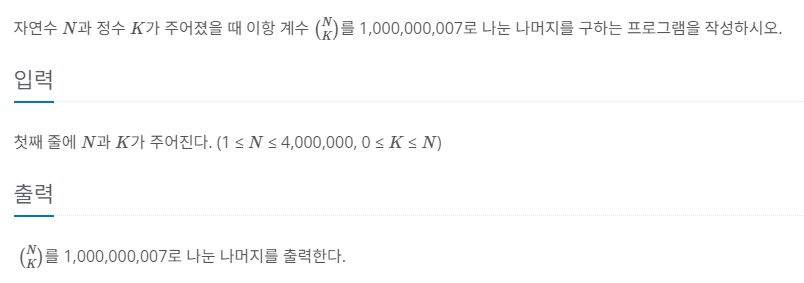 자연수 N과 정수 K가 주어졌을 때 이항 계수 (N K)를 1,000,000,007로 나눈 나머지를 구하는 프로그램을 작성하시오.
입력
첫째 줄에 N과 K가 주어진다. (1 ≤ N ≤ 4,000,000, 0 ≤ K ≤ N)
출력
(N K)를 1,000,000,007로 나눈 나머지를 출력한다.